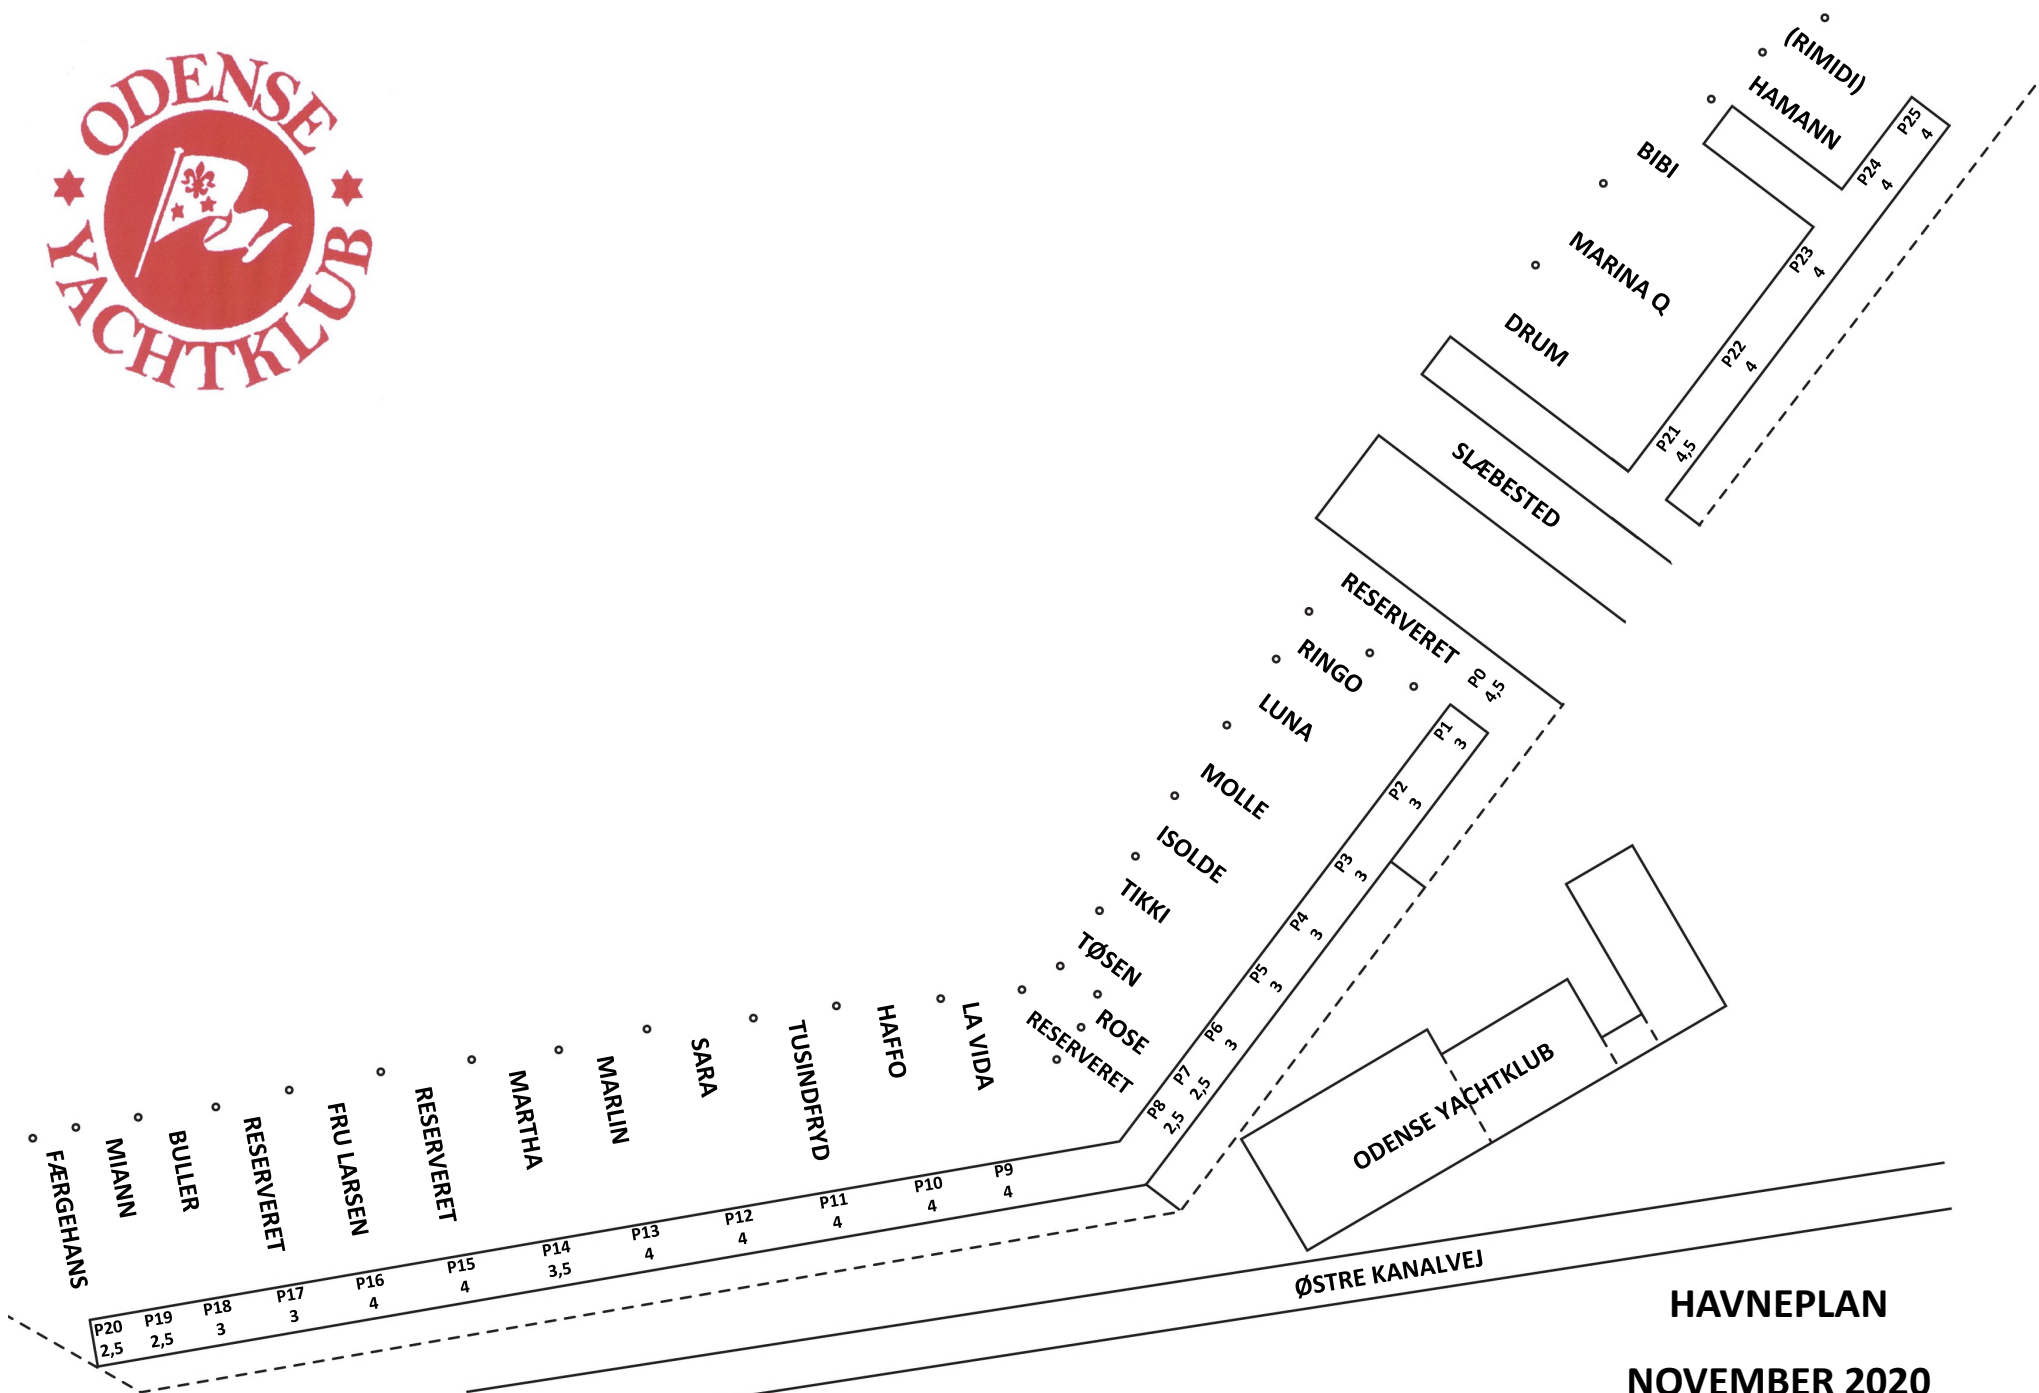 ODENSE
YACHTKLUB
(RIMIDI)
HAMANN
BIBI
MARINA Q
DRUM
P25
4
P24
4
P23
4
P22
4
P21
4,5
SLÆBESTED
RESERVERET
RINGO
LUNA
MOLLE
ISOLDE
TIKKI
TØSEN
ROSE
RESERVERET
P0
4,5
P1
3
P2
3
P3
3
P4
3
P5
3
P6
3
P7
2,5
P8
2,5
LA VIDA
HAFFO
TUSINDFRYD
SARA
MARLIN
MARTHA
RESERVERET
FRU LARSEN
RESERVERET
BULLER
MIANN
FÆRGEHANS
P9
4
P10
4
P11
4
P12
4
P13
4
P14
3,5
P15
4
P16
4
P17
3
P18
3
P19
2,5
P20
2,5
ODENSE YACHTKLUB
ØSTRE KANALVEJ
HAVNEPLAN
NOVEMBER 2020